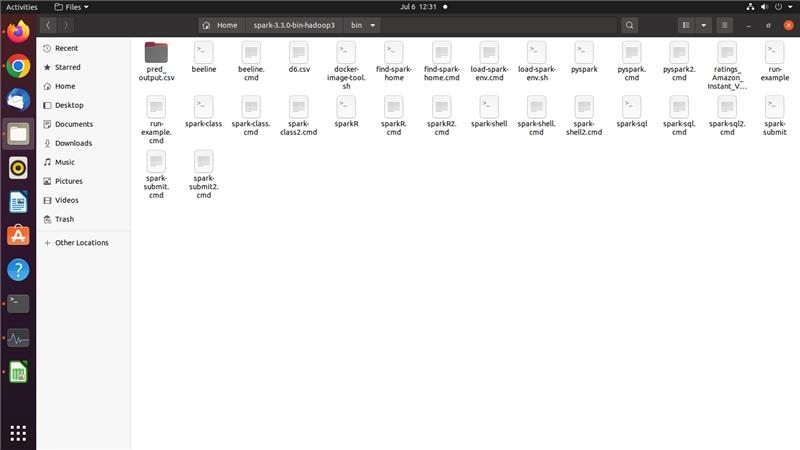 Activities
Files
Jul 6 12:31
Home
spark-3.3.0-bin-hadoop3
bin
Recent
Starred
Home
Desktop
Documents
Downloads
Music
Pictures
Videos
Trash
Other Locations
pred_
output.csv
beeline
beeline.
cmd
d6.csv
docker-
image-tool.
sh
find-spark-
home
find-spark-
home.cmd
load-spark-
env.cmd
load-spark-
env.sh
pyspark
pyspark.
cmd
pyspark2.
cmd
ratings_
Amazon_
Instant_V...
run-
example
run-
example.
cmd
spark-class
spark-class.
cmd
spark-
class2.cmd
sparkR
sparkR.
cmd
sparkR2.
cmd
spark-shell
spark-shell.
cmd
spark-
shell2.cmd
spark-sql
spark-sql.
cmd
spark-sql2.
cmd
spark-
submit
spark-
submit.
cmd
spark-
submit2.
cmd